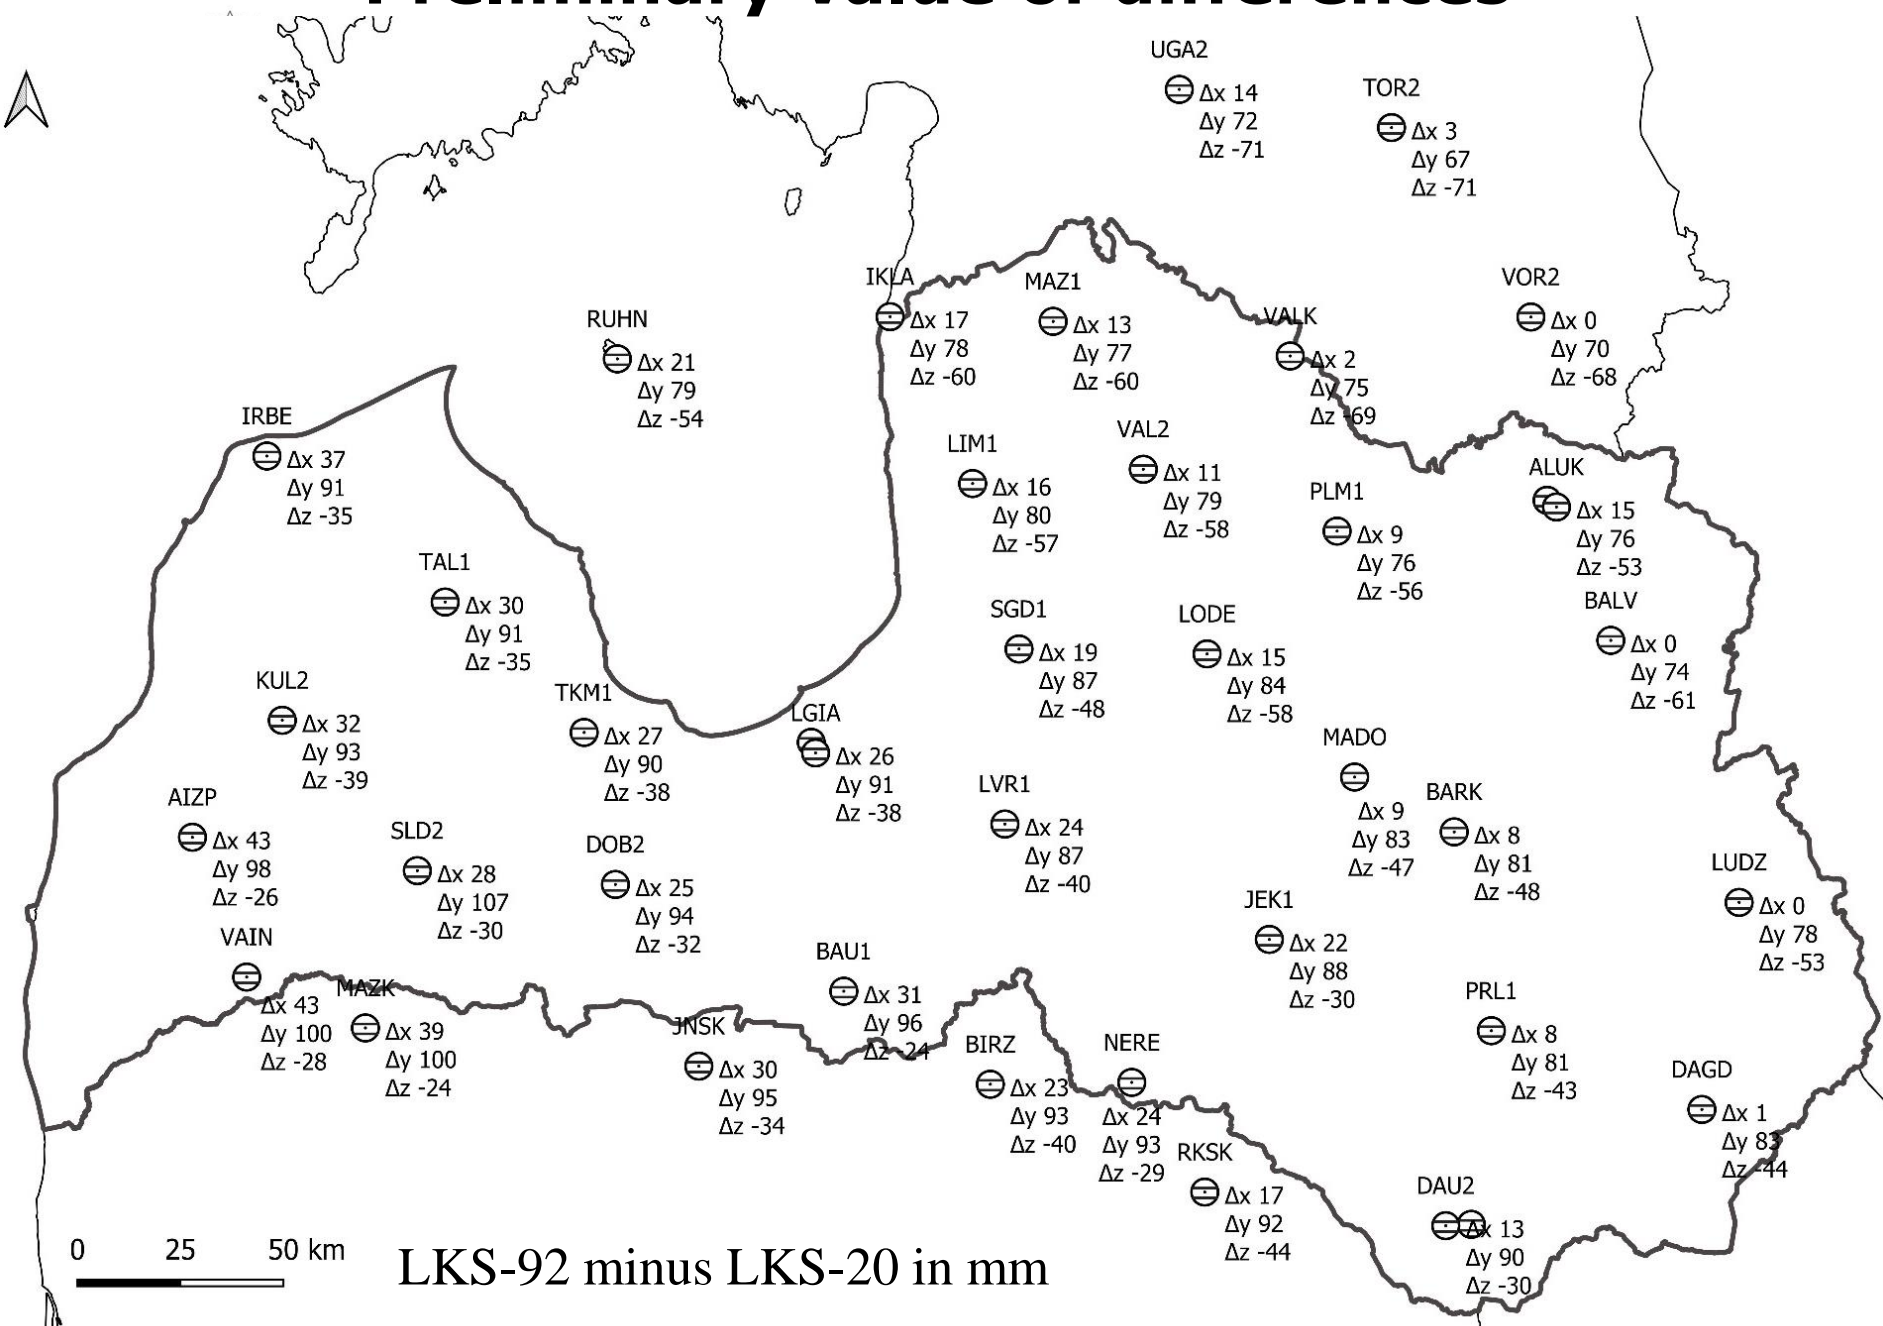 Preliminary value of differences
UGA2
Δx 14
Δy 72
Δz -71
TOR2
Δx 3
Δy 67
Δz -71
IKLA
Δx 17
Δy 78
Δz -60
MAZ1
Δx 13
Δy 77
Δz -60
VALK
Δx 2
Δy 75
Δz -69
VOR2
Δx 0
Δy 70
Δz -68
RUHN
Δx 21
Δy 79
Δz -54
IRBE
Δx 37
Δy 91
Δz -35
LIM1
Δx 16
Δy 80
Δz -57
VAL2
Δx 11
Δy 79
Δz -58
PLM1
Δx 9
Δy 76
Δz -56
ALUK
Δx 15
Δy 76
Δz -53
TAL1
Δx 30
Δy 91
Δz -35
SGD1
Δx 19
Δy 87
Δz -48
LODE
Δx 15
Δy 84
Δz -58
BALV
Δx 0
Δy 74
Δz -61
KUL2
Δx 32
Δy 93
Δz -39
TKM1
Δx 27
Δy 90
Δz -38
LGIA
Δx 26
Δy 91
Δz -38
LVR1
Δx 24
Δy 87
Δz -40
MADO
Δx 9
Δy 83
Δz -47
BARK
Δx 8
Δy 81
Δz -48
AIZP
Δx 43
Δy 98
Δz -26
SLD2
Δx 28
Δy 107
Δz -30
DOB2
Δx 25
Δy 94
Δz -32
LUDZ
Δx 0
Δy 78
Δz -53
JEK1
Δx 22
Δy 88
Δz -30
VAIN
Δx 43
Δy 100
Δz -28
MAZK
Δx 39
Δy 100
Δz -24
BAU1
Δx 31
Δy 96
Δz -24
JNSK
Δx 30
Δy 95
Δz -34
BIRZ
Δx 23
Δy 93
Δz -40
NERE
Δx 24
Δy 93
Δz -29
PRL1
Δx 8
Δy 81
Δz -43
DAGD
Δx 1
Δy 83
Δz -44
RKSK
Δx 17
Δy 92
Δz -44
DAU2
Δx 13
Δy 90
Δz -30
0 25 50 km
LKS-92 minus LKS-20 in mm